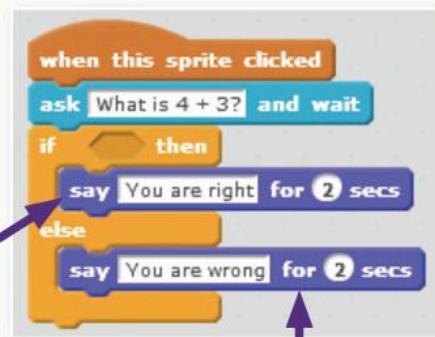 when this sprite clicked
ask What is 4 + 3? and wait
if then
say You are right for 2 secs
else
say You are wrong for 2 secs